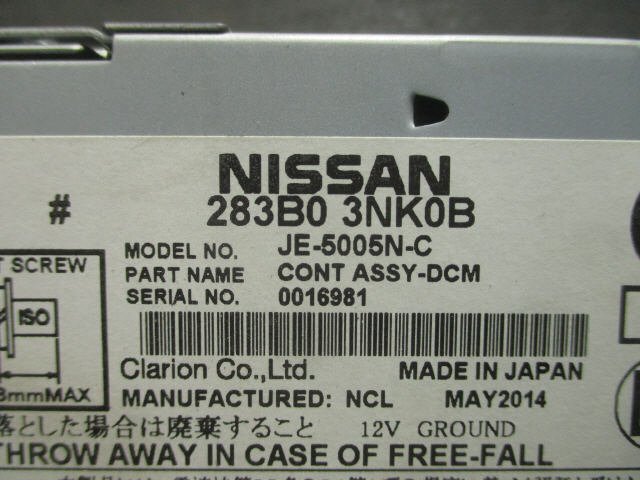 NISSAN
# 283B0 3NK0B
MODEL NO. JE-5005N-C
PART NAME CONT ASSY-DCM
SERIAL NO. 0016981
SCREW
ISO
mmMAX
Clarion Co.,Ltd. MADE IN JAPAN
MANUFACTURED: NCL MAY2014
落とした場合は廃棄すること 12V GROUND
THROW AWAY IN CASE OF FREE-FALL